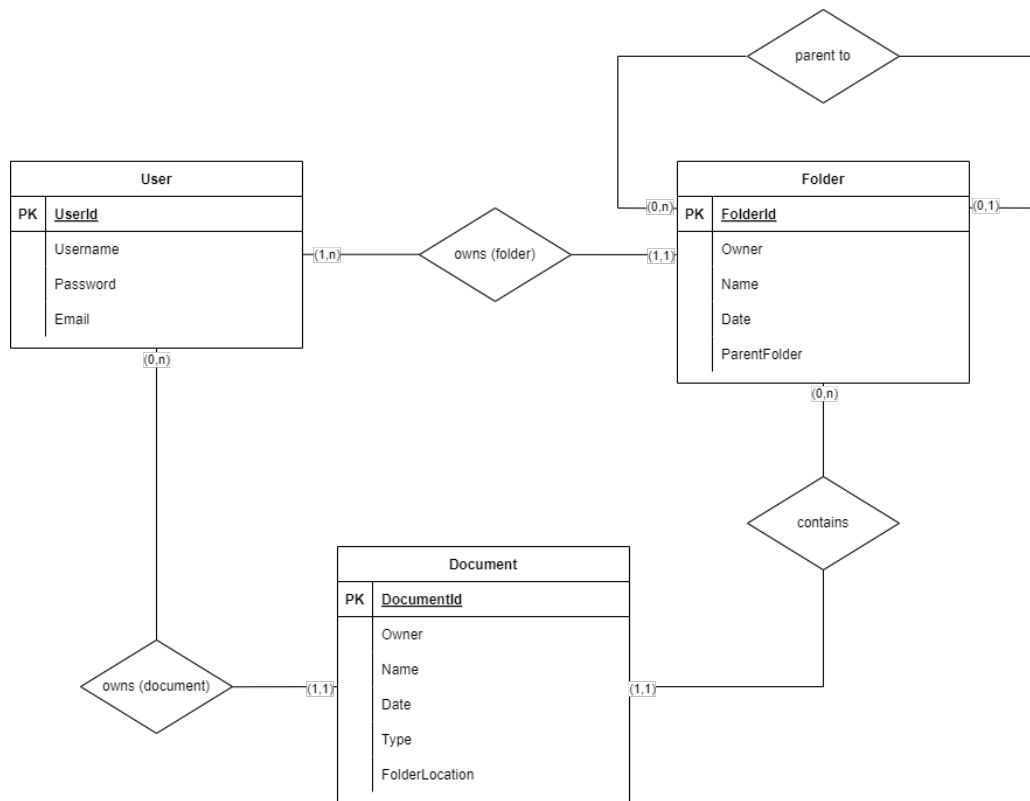 parent to
User
Folder
PK UserId
(0,n)
PK FolderId
(0,1)
Username
(1,n)
owns (folder)
(1,1)
Owner
Password
Name
Email
Date
ParentFolder
(0,n)
(0,n)
contains
Document
PK DocumentId
Owner
Name
owns (document)
(1,1)
(1,1)
Date
Type
FolderLocation